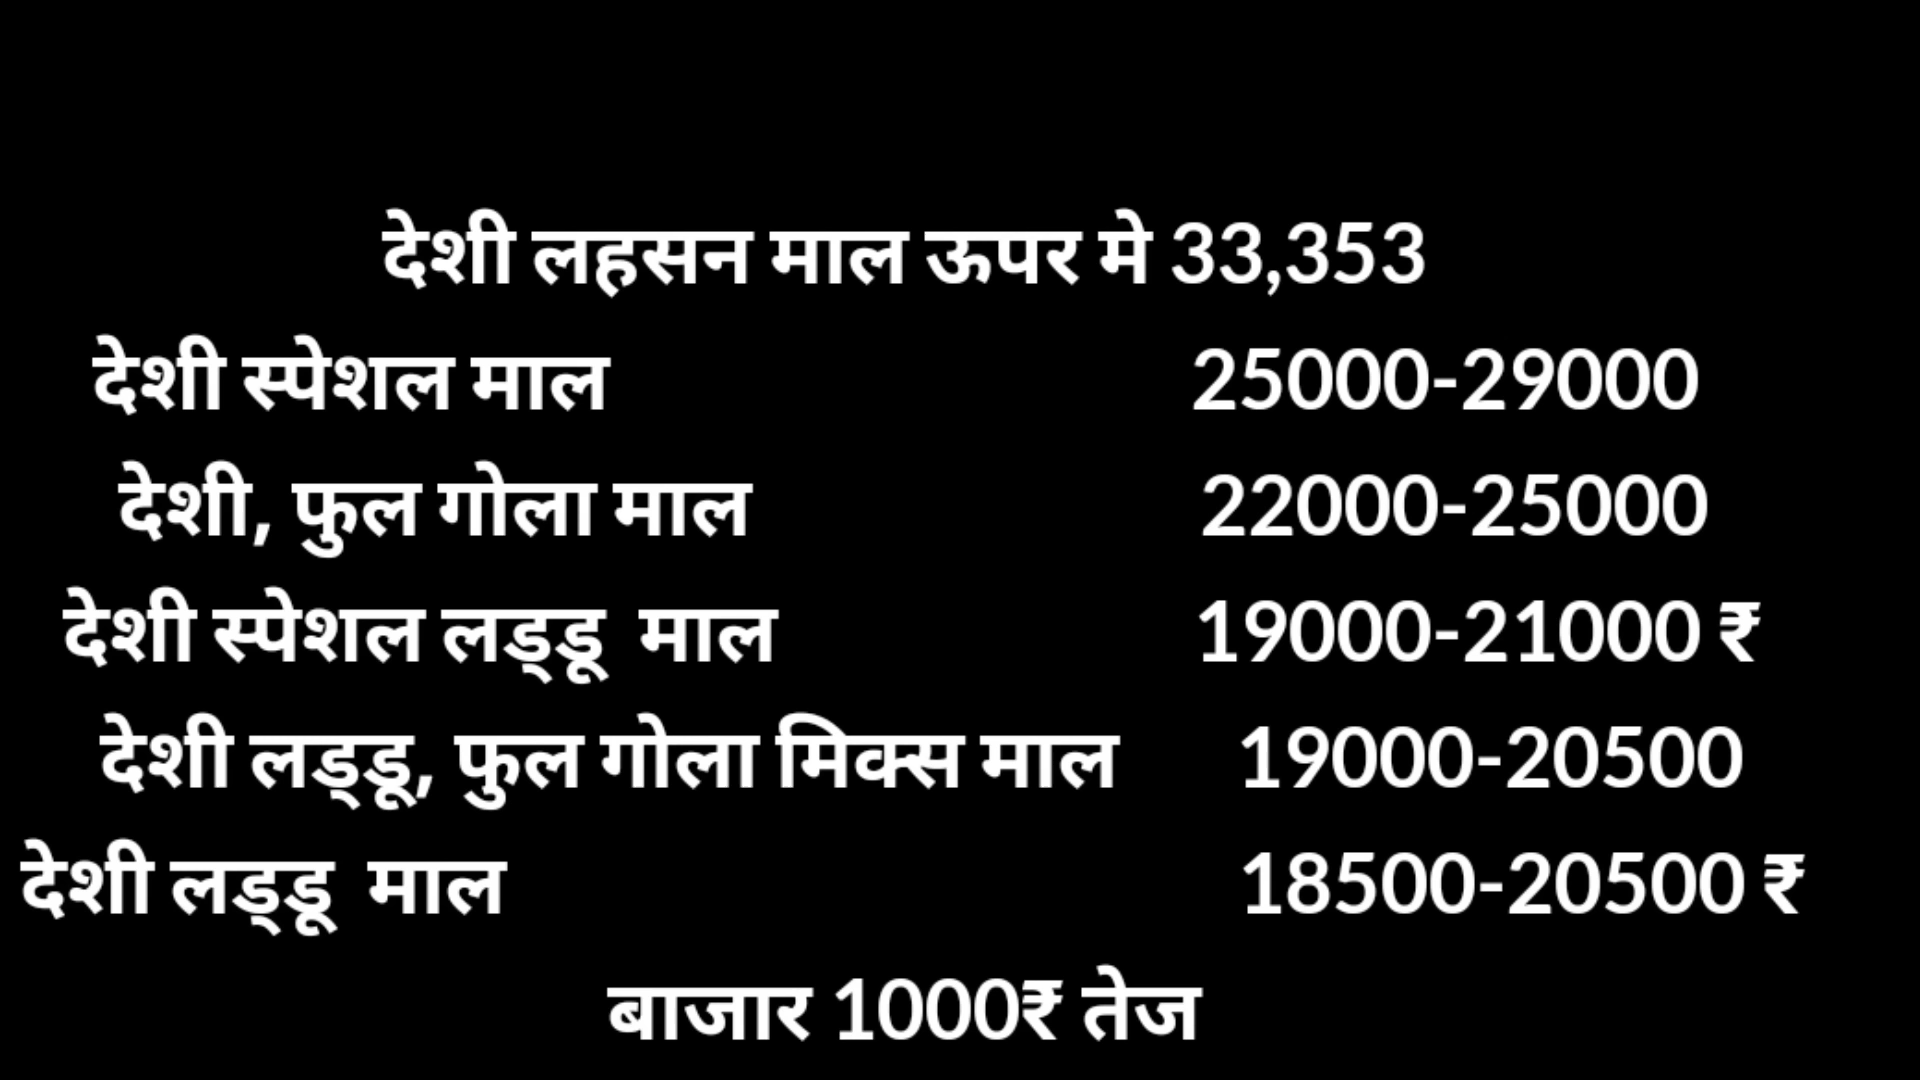 देशी लहसन माल ऊपर मे 33,353
देशी स्पेशल माल 25000-29000
देशी, फुल गोला माल 22000-25000
देशी स्पेशल लड्डू माल 19000-21000 ₹
देशी लड्डू, फुल गोला मिक्स माल 19000-20500
देशी लड्डू माल 18500-20500 ₹
बाजार 1000₹ तेज